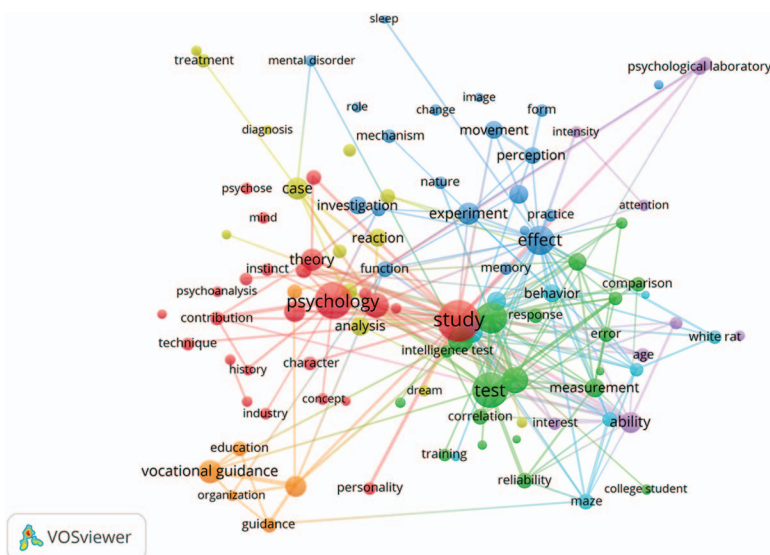 sleep
treatment
mental disorder
psychological laboratory
role
change
image
form
mechanism
movement
intensity
diagnosis
perception
psychose
case
nature
investigation
experiment
practice
attention
mind
reaction
effect
theory
instinct
function
memory
psychoanalysis
psychology
behavior
comparison
contribution
study
response
analysis
technique
intelligence test
error
white rat
history
character
age
dream
test
measurement
industry
concept
correlation
interest
ability
education
training
vocational guidance
personality
reliability
organization
college student
guidance
maze
VOSviewer